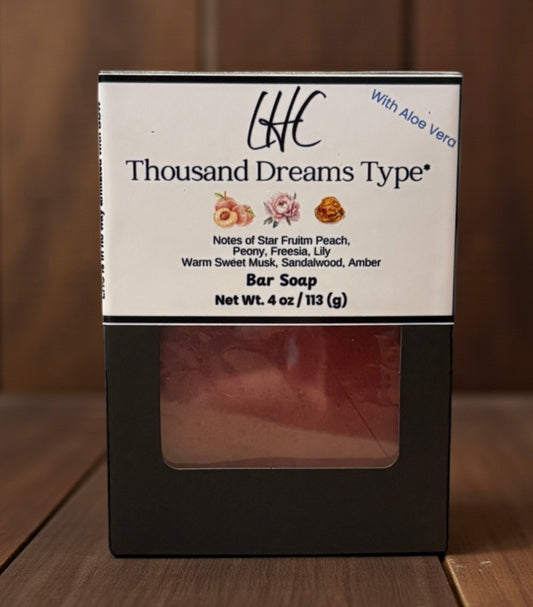 LHC
With Aloe Vera
Thousand Dreams Type*
Notes of Star Fruitm Peach,
Peony, Freesia, Lily
Warm Sweet Musk, Sandalwood, Amber
Bar Soap
Net Wt. 4 oz / 113 (g)